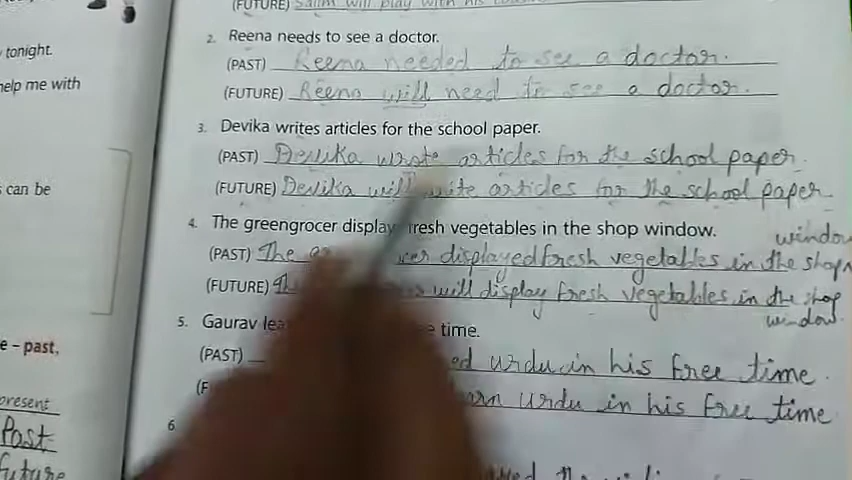 (FUTURE) Salim will play with his
tonight.
2. Reena needs to see a doctor.
(PAST) Reena needed to see a doctor.
help me with
(FUTURE) Reena will need to see a doctor.
3. Devika writes articles for the school paper.
(PAST) Devika wrote articles for the school paper.
can be
(FUTURE) Devika will write articles for the school paper
4. The greengrocer display fresh vegetables in the shop window.
window
(PAST) The displayed fresh vegetables in the shop
(FUTURE) will display fresh vegetables in the shop
window.
5. Gaurav time.
e – past,
(PAST) urdu in his free time.
urdu in his free time
present
6.
Past
future